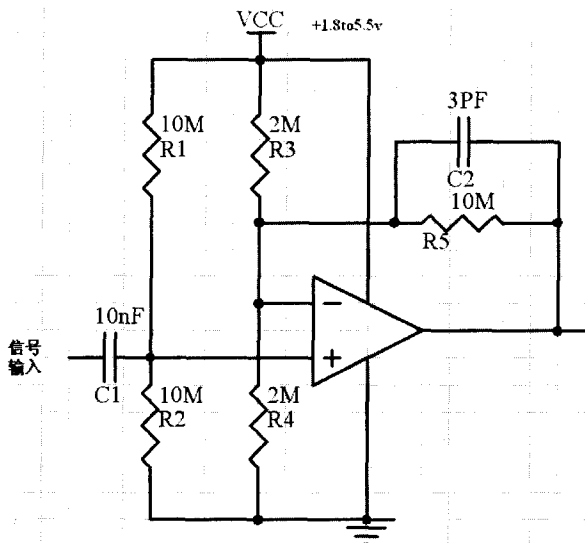 VCC +1.8to5.5v
3PF
10M
R1
2M
R3
C2
10M
R5
10nF
信号
输入
C1
−
+
10M
R2
2M
R4